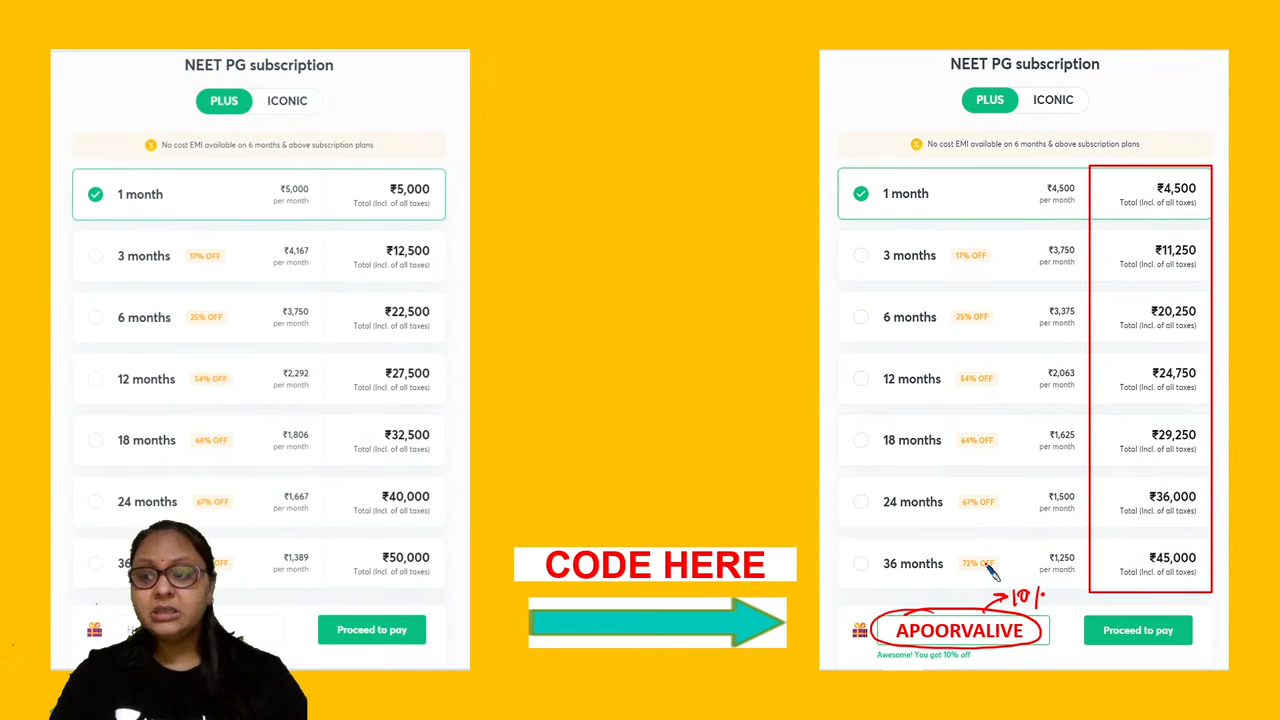 NEET PG subscription
PLUS ICONIC
No cost EMI available on 6 months & above subscription plans
1 month ₹5,000 per month ₹5,000 Total (Incl. of all taxes)
3 months 17% OFF ₹4,167 per month ₹12,500 Total (Incl. of all taxes)
6 months 25% OFF ₹3,750 per month ₹22,500 Total (Incl. of all taxes)
12 months 54% OFF ₹2,292 per month ₹27,500 Total (Incl. of all taxes)
18 months 64% OFF ₹1,806 per month ₹32,500 Total (Incl. of all taxes)
24 months 67% OFF ₹1,667 per month ₹40,000 Total (Incl. of all taxes)
OFF ₹1,389 per month ₹50,000 Total (Incl. of all taxes)
Proceed to pay
CODE HERE
NEET PG subscription
PLUS ICONIC
No cost EMI available on 6 months & above subscription plans
1 month ₹4,500 per month ₹4,500 Total (Incl. of all taxes)
3 months 17% OFF ₹3,750 per month ₹11,250 Total (Incl. of all taxes)
6 months 25% OFF ₹3,375 per month ₹20,250 Total (Incl. of all taxes)
12 months 54% OFF ₹2,063 per month ₹24,750 Total (Incl. of all taxes)
18 months 64% OFF ₹1,625 per month ₹29,250 Total (Incl. of all taxes)
24 months 67% OFF ₹1,500 per month ₹36,000 Total (Incl. of all taxes)
36 months 72% OFF ₹1,250 per month ₹45,000 Total (Incl. of all taxes)
10%
APOORVALIVE Proceed to pay
Awesome! You got 10% off